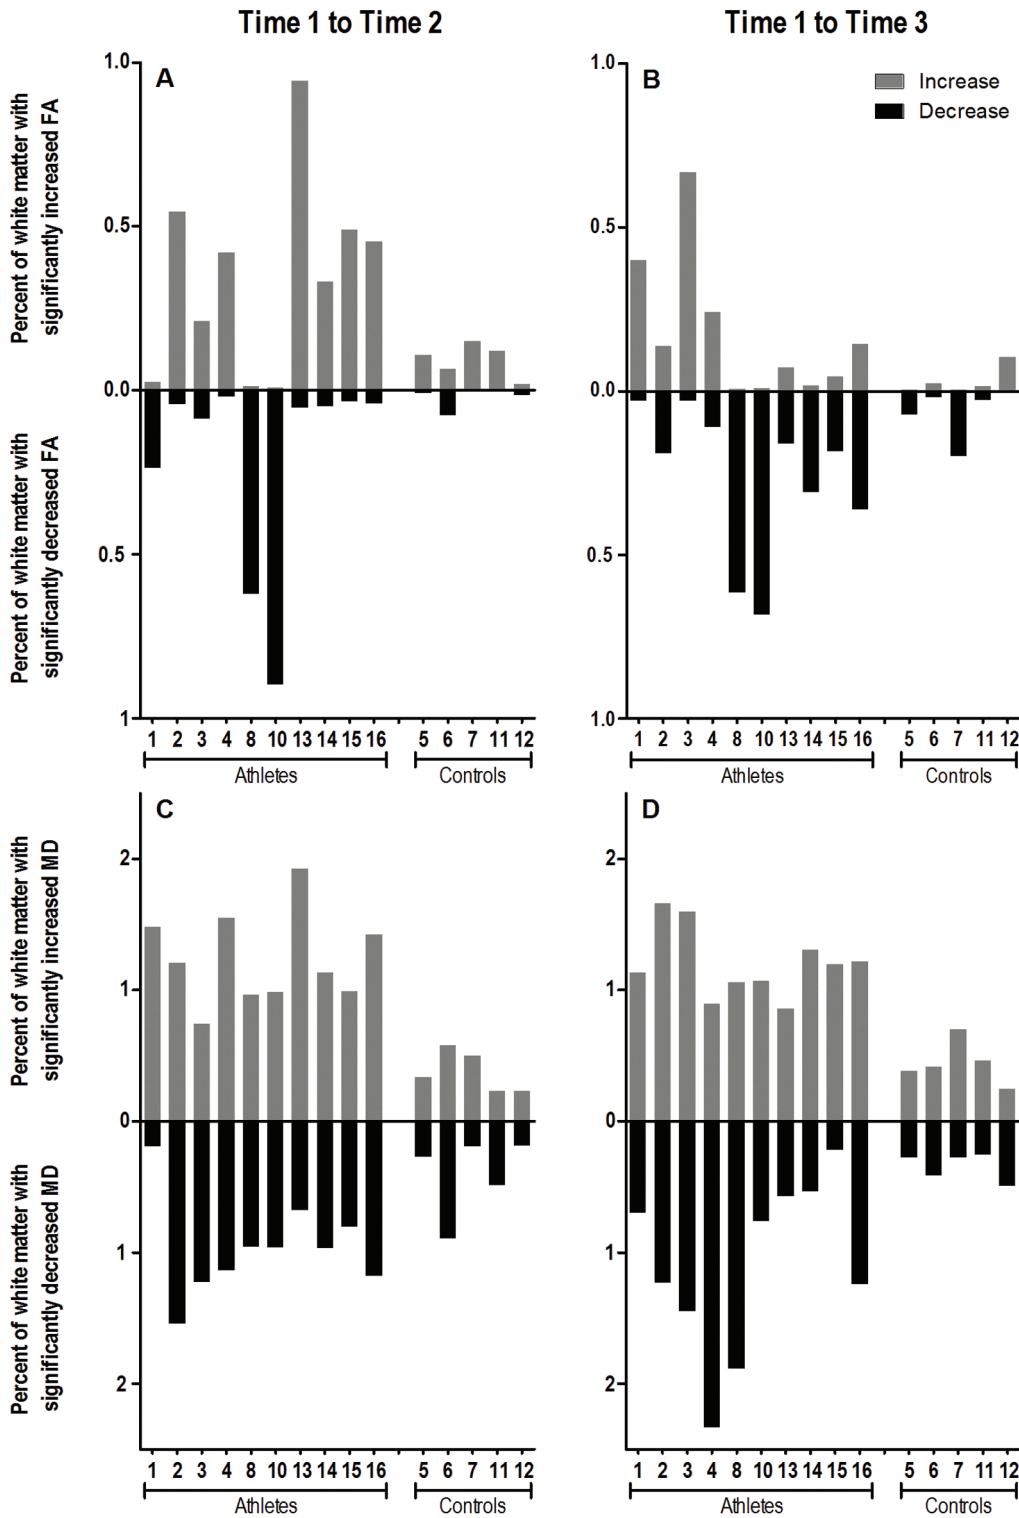 Time 1 to Time 2
Time 1 to Time 3
Percent of white matter with
significantly increased FA
Percent of white matter with
significantly decreased FA
A
1.0
0.5
0.0
0.5
1
1 2 3 4 8 10 13 14 15 16 5 6 7 11 12
Athletes Controls
B
Increase
Decrease
1.0
0.5
0.0
0.5
1.0
1 2 3 4 8 10 13 14 15 16 5 6 7 11 12
Athletes Controls
Percent of white matter with
significantly increased MD
Percent of white matter with
significantly decreased MD
C
2
1
0
1
2
1 2 3 4 8 10 13 14 15 16 5 6 7 11 12
Athletes Controls
D
2
1
0
1
2
1 2 3 4 8 10 13 14 15 16 5 6 7 11 12
Athletes Controls